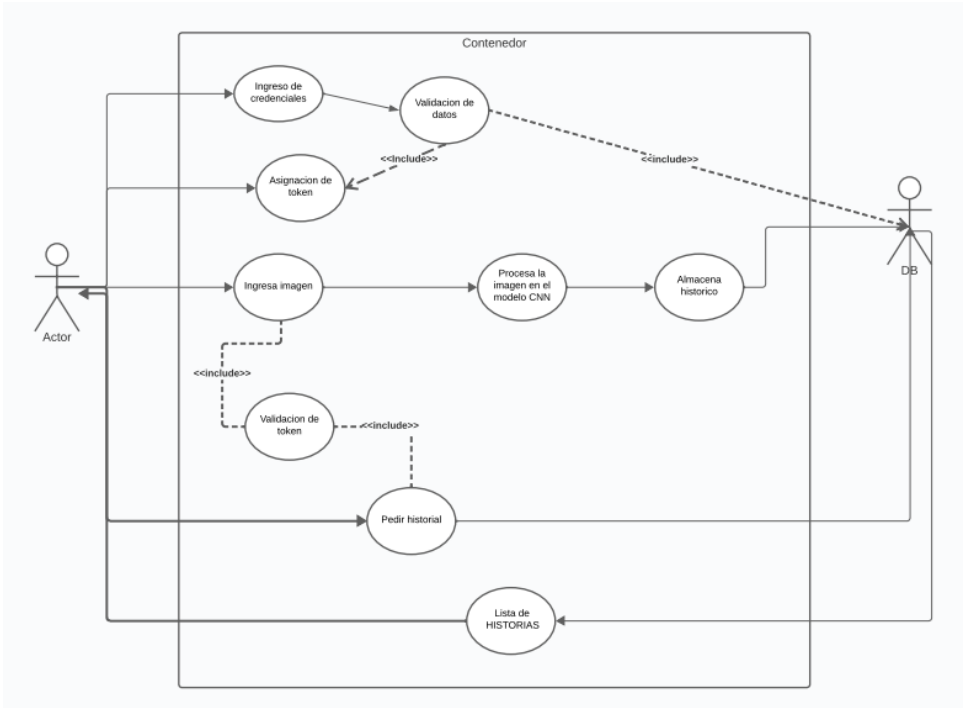 Contenedor
Ingreso de
credenciales
Validacion de
datos
<<Include>>
<<include>>
Asignacion de
token
DB
Ingresa imagen
Procesa la
imagen en el
modelo CNN
Almacena
historico
Actor
<<include>>
Validacion de
token
<<include>>
Pedir historial
Lista de
HISTORIAS